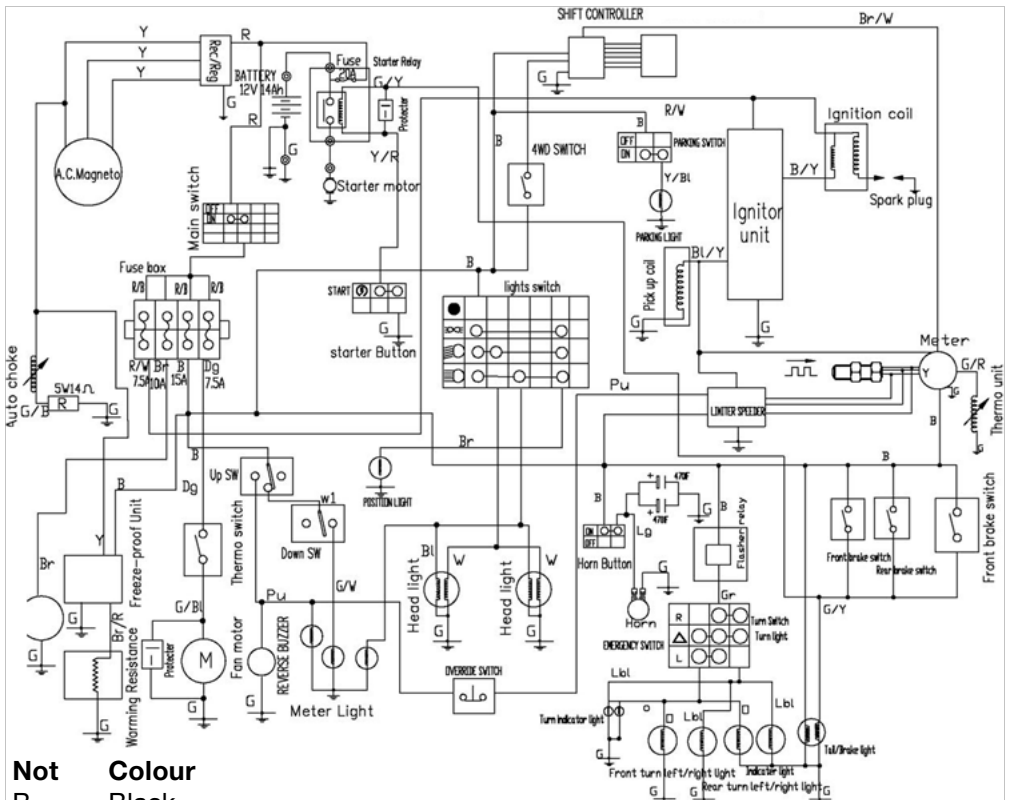 SHIFT CONTROLLER
Br/W
Y
R
Y
Y
Rec/Reg
G
BATTERY
12V 14Ah
Fuse
20A
Starter Relay
G/Y
Protecter
G
R
Y/R
Starter motor
A.C.Magneto
Main switch
OFF
ON
G
R/W
B
OFF
ON
PARKING SWITCH
Y/Bl
PARKING LIGHT
B
4WD SWITCH
Ignition coil
B/Y
Spark plug
Ignitor
unit
Bl/Y
Pick up coil
G
G
Fuse box
R/B
R/B
R/B
R/W
Br
B
Dg
7.5A
10A
15A
7.5A
START
G
starter Button
B
lights switch
Auto choke
5W14Ω
R
G/B
G
Meter
Y
G/R
G
Thermo unit
G
B
Pu
LIMITER SPEEDER
Br
POSITION LIGHT
B
B
Dg
Y
Freeze-proof Unit
Br
G
G
Br/R
Warming Resistance
G
Up SW
w1
Down SW
Thermo switch
G/Bl
Protecter
M
G
Fan motor
G
Pu
REVERSE BUZZER
G/W
Meter Light
Bl
W
Head light
G
Head light
W
G
OVERRIDE SWITCH
B
ON
OFF
Horn Button
+
470F
+
470F
Lg
G
G
Horn
B
Flasher relay
Gr
B
Front brake switch
Rear brake switch
Front brake switch
G/Y
R
L
Turn Switch
Turn light
EMERGENCY SWITCH
Lbl
Turn indicator light
G
O
Lbl
O
Lbl
Front turn left/right light
Indicater light
Rear turn left/right light
Tail/Brake light
G
G
G
Not Colour
B Black